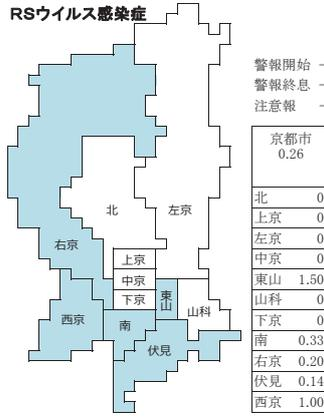 RSウイルス感染症
警報開始 -
警報終息 -
注意報 -
京都市
0.26
北 0
上京 0
左京 0
中京 0
東山 1.50
山科 0
下京 0
南 0.33
右京 0.20
伏見 0.14
西京 1.00
北
左京
右京
上京
中京
下京
東山
山科
西京
南
伏見